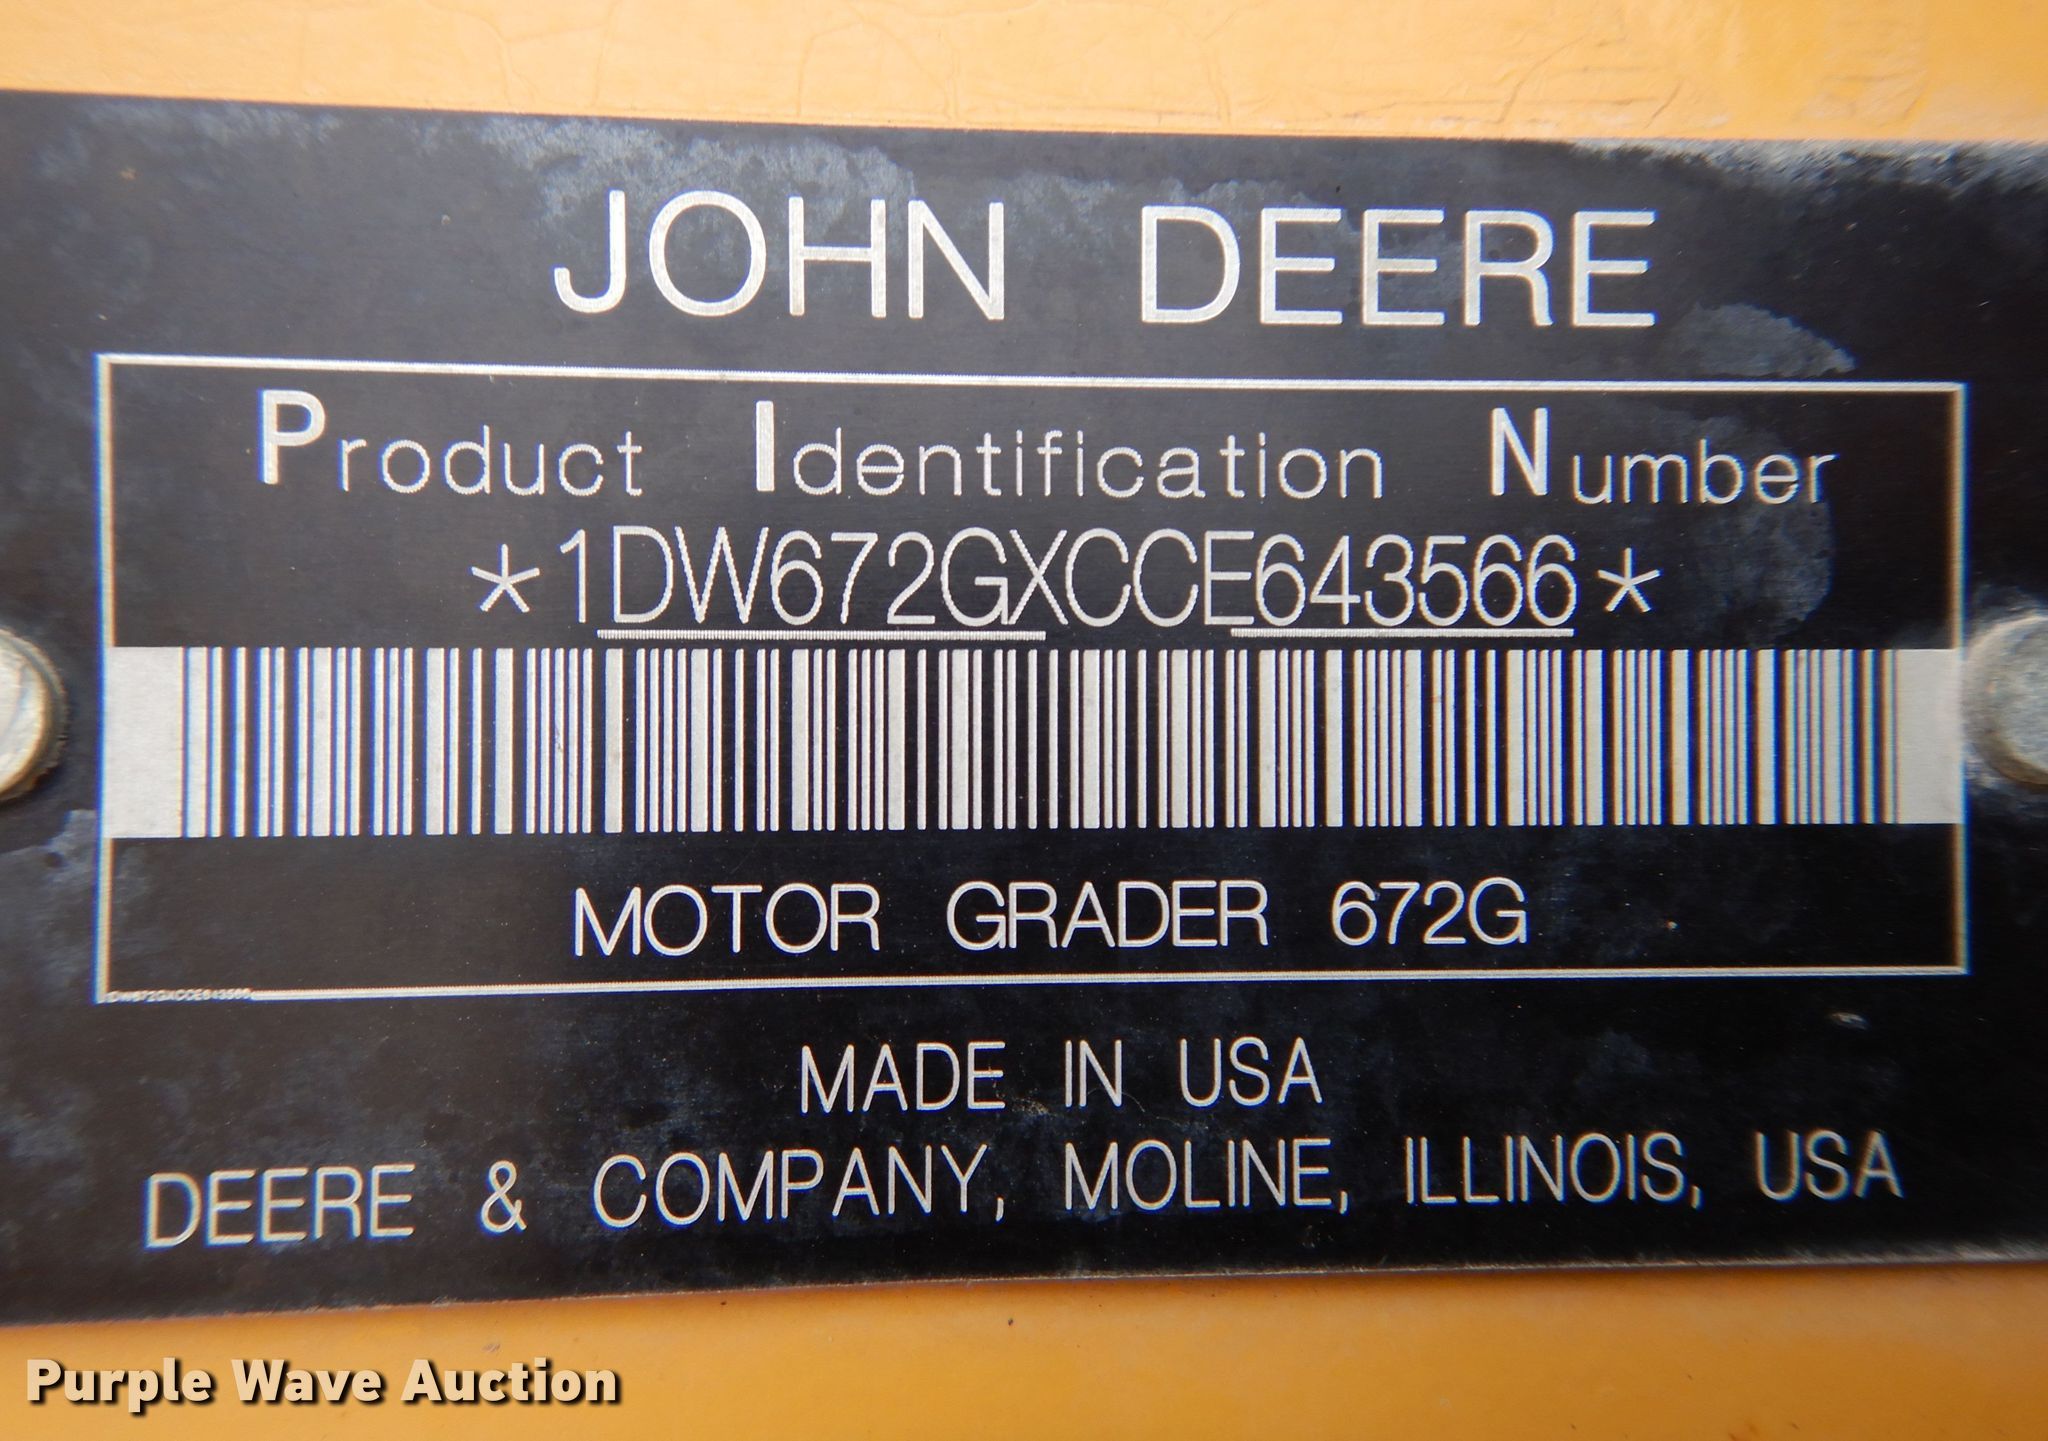 JOHN DEERE
Product Identification Number
*1DW672GXCCE643566*
MOTOR GRADER 672G
1DW672GXCCE643566
MADE IN USA
DEERE & COMPANY, MOLINE, ILLINOIS, USA
Purple Wave Auction